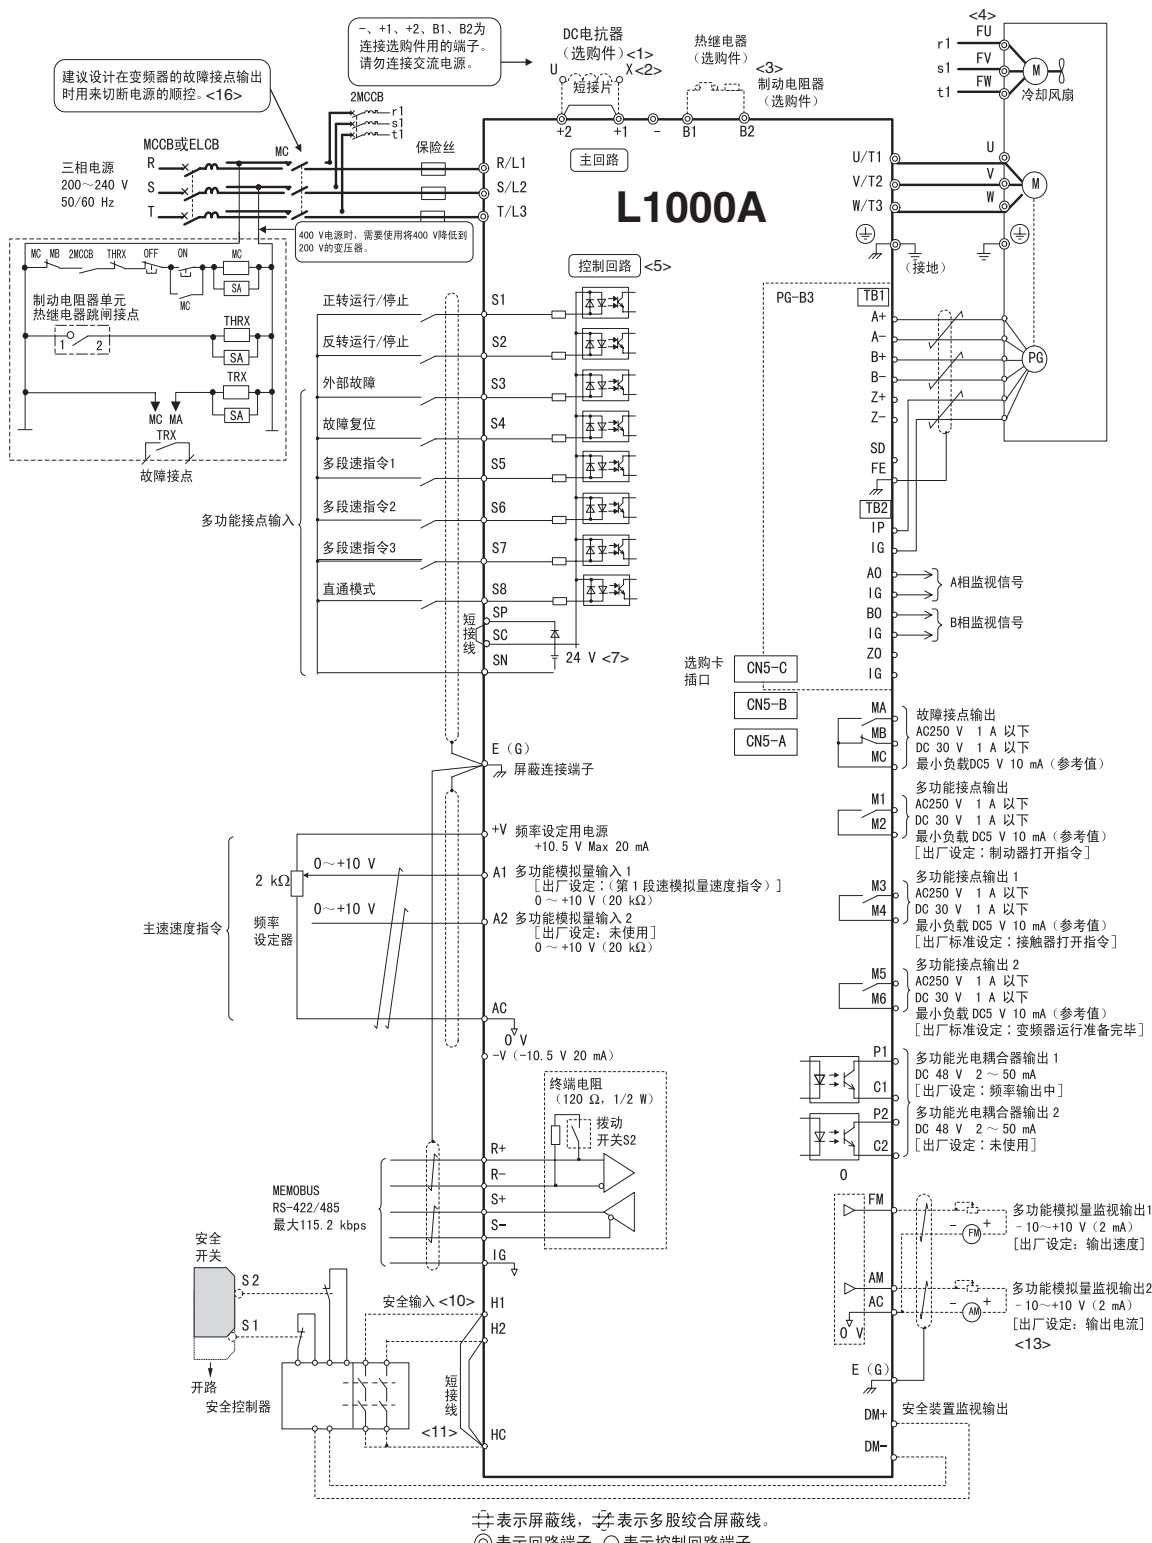 －、+1、+2、B1、B2为
连接选购件用的端子。
请勿连接交流电源。
DC电抗器
（选购件）<1>
U X<2>
短接片
热继电器
（选购件）
<3>
制动电阻器
（选购件）
<4>
FU
r1
FV
s1
FW
t1
M
冷却风扇
建议设计在变频器的故障接点输出
时用来切断电源的顺控。<16>
2MCCB
r1
s1
t1
+2 +1 - B1 B2
MCCB或ELCB
MC
保险丝
主回路
三相电源
200～240 V
50/60 Hz
R
S
T
R/L1
S/L2
T/L3
L1000A
U/T1
V/T2
W/T3
U
V
W
M
（接地）
400 V电源时，需要使用将400 V降低到
200 V的变压器。
MC MB 2MCCB THRX OFF ON MC
SA
MC
制动电阻器单元
热继电器跳闸接点
1 2
THRX
SA
TRX
SA
MC MA
TRX
故障接点
控制回路 <5>
正转运行/停止 S1
反转运行/停止 S2
外部故障 S3
故障复位 S4
多段速指令1 S5
多段速指令2 S6
多段速指令3 S7
直通模式 S8
多功能接点输入
SP
SC
SN
短接线
24 V <7>
PG-B3
TB1
A+
A-
B+
B-
Z+
Z-
SD
FE
PG
TB2
IP
IG
AO
IG
A相监视信号
BO
IG
B相监视信号
ZO
IG
选购卡
插口
CN5-C
CN5-B
CN5-A
E（G）
屏蔽连接端子
MA
MB
MC
故障接点输出
AC250 V 1 A 以下
DC 30 V 1 A 以下
最小负载DC5 V 10 mA（参考值）
M1
M2
多功能接点输出
AC250 V 1 A 以下
DC 30 V 1 A 以下
最小负载 DC5 V 10 mA（参考值）
［出厂设定：制动器打开指令］
M3
M4
多功能接点输出 1
AC250 V 1 A 以下
DC 30 V 1 A 以下
最小负载 DC5 V 10 mA（参考值）
［出厂标准设定：接触器打开指令］
M5
M6
多功能接点输出 2
AC250 V 1 A 以下
DC 30 V 1 A 以下
最小负载 DC5 V 10 mA（参考值）
［出厂标准设定：变频器运行准备完毕］
+V 频率设定用电源
+10.5 V Max 20 mA
0～+10 V
2 kΩ
A1 多功能模拟量输入 1
［出厂设定：（第 1 段速模拟量速度指令）］
0 ～ +10 V（20 kΩ）
0～+10 V
A2 多功能模拟量输入 2
［出厂设定：未使用］
0 ～ +10 V（20 kΩ）
主速速度指令
频率
设定器
AC
0 V
-V（-10.5 V 20 mA）
P1
C1
多功能光电耦合器输出 1
DC 48 V 2 ～ 50 mA
［出厂设定：频率输出中］
P2
C2
多功能光电耦合器输出 2
DC 48 V 2 ～ 50 mA
［出厂设定：未使用］
0
终端电阻
（120 Ω，1/2 W）
拨动
开关S2
R+
R-
S+
S-
IG
MEMOBUS
RS-422/485
最大115.2 kbps
FM
- FM +
多功能模拟量监视输出1
－10～+10 V（2 mA）
［出厂设定：输出速度］
AM
AC
0 V
- AM +
多功能模拟量监视输出2
－10～+10 V（2 mA）
［出厂设定：输出电流］
<13>
E（G）
安全
开关
S2
S1
开路
安全控制器
安全输入 <10>
H1
H2
HC
短接线
<11>
安全装置监视输出
DM+
DM-
表示屏蔽线， 表示多股绞合屏蔽线。
表示回路端子 表示控制回路端子